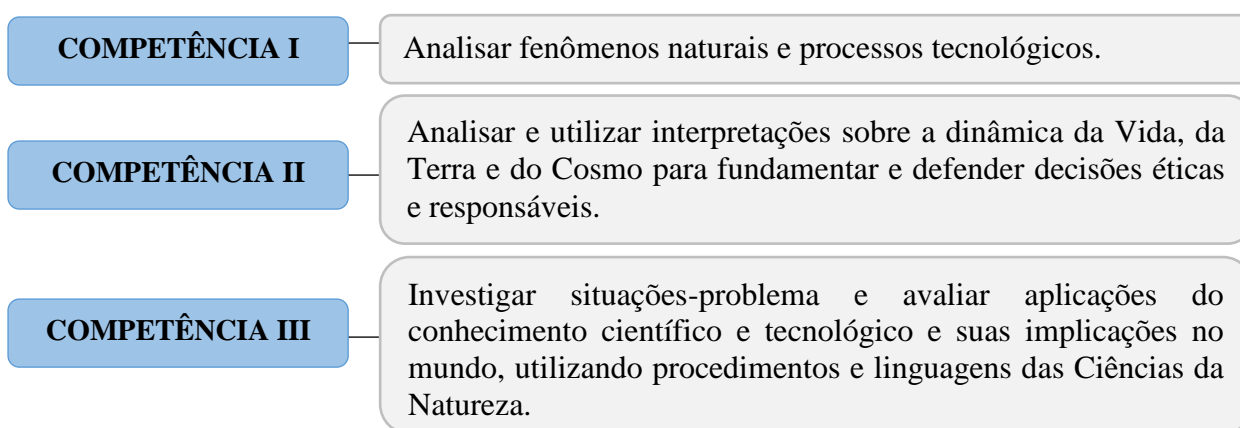 COMPETÊNCIA I
Analisar fenômenos naturais e processos tecnológicos.
COMPETÊNCIA II
Analisar e utilizar interpretações sobre a dinâmica da Vida, da
Terra e do Cosmo para fundamentar e defender decisões éticas
e responsáveis.
COMPETÊNCIA III
Investigar situações-problema e avaliar aplicações do
conhecimento científico e tecnológico e suas implicações no
mundo, utilizando procedimentos e linguagens das Ciências da
Natureza.